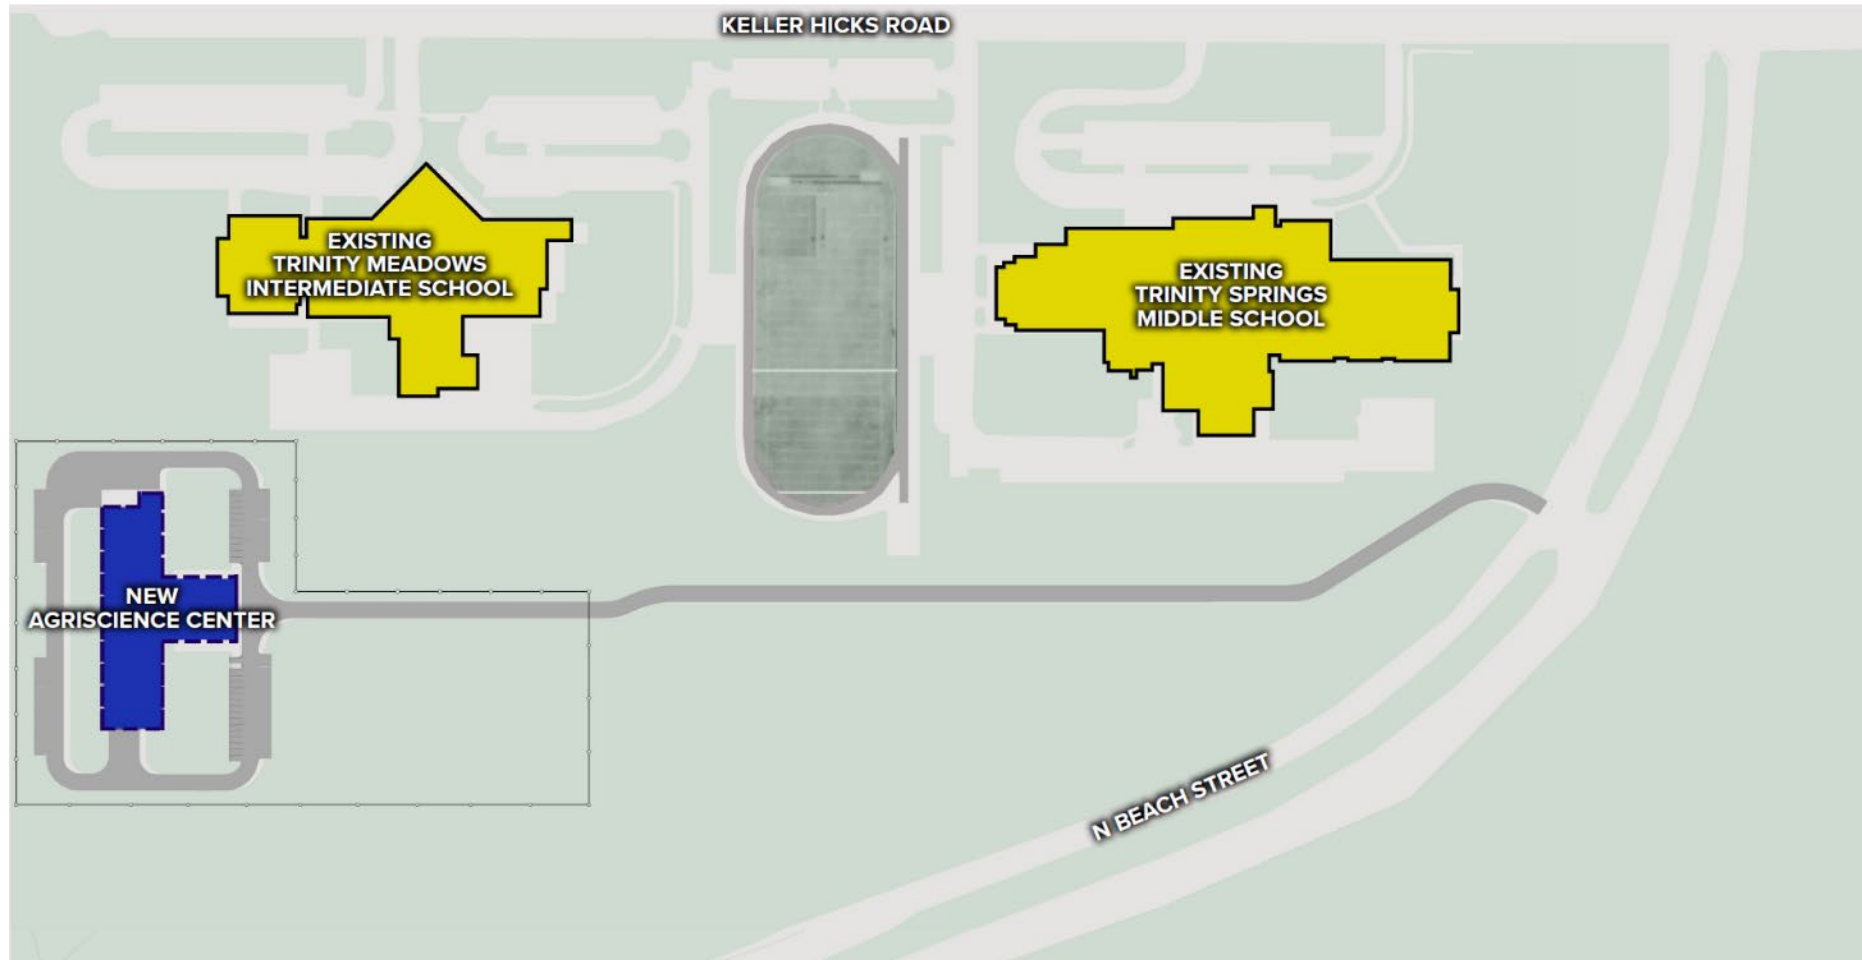 KELLER HICKS ROAD
EXISTING
TRINITY MEADOWS
INTERMEDIATE SCHOOL
EXISTING
TRINITY SPRINGS
MIDDLE SCHOOL
NEW
AGRISCIENCE CENTER
N BEACH STREET